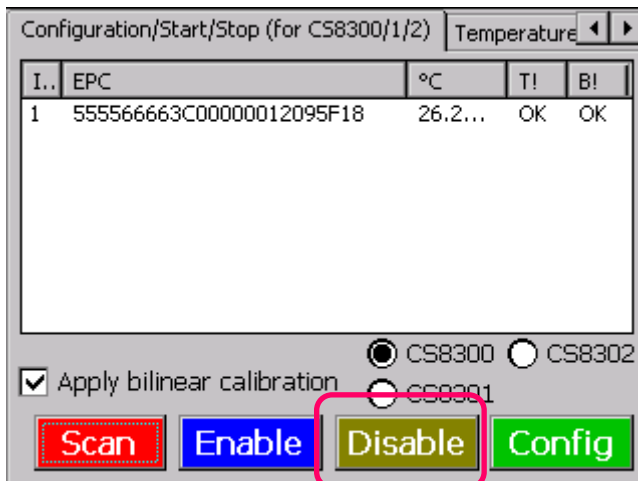 Configuration/Start/Stop (for CS8300/1/2) Temperature
I.. EPC °C T! B!
1 555566663C00000012095F18 26.2... OK OK
CS8300 CS8302
Apply bilinear calibration
CS8301
Scan Enable Disable Config